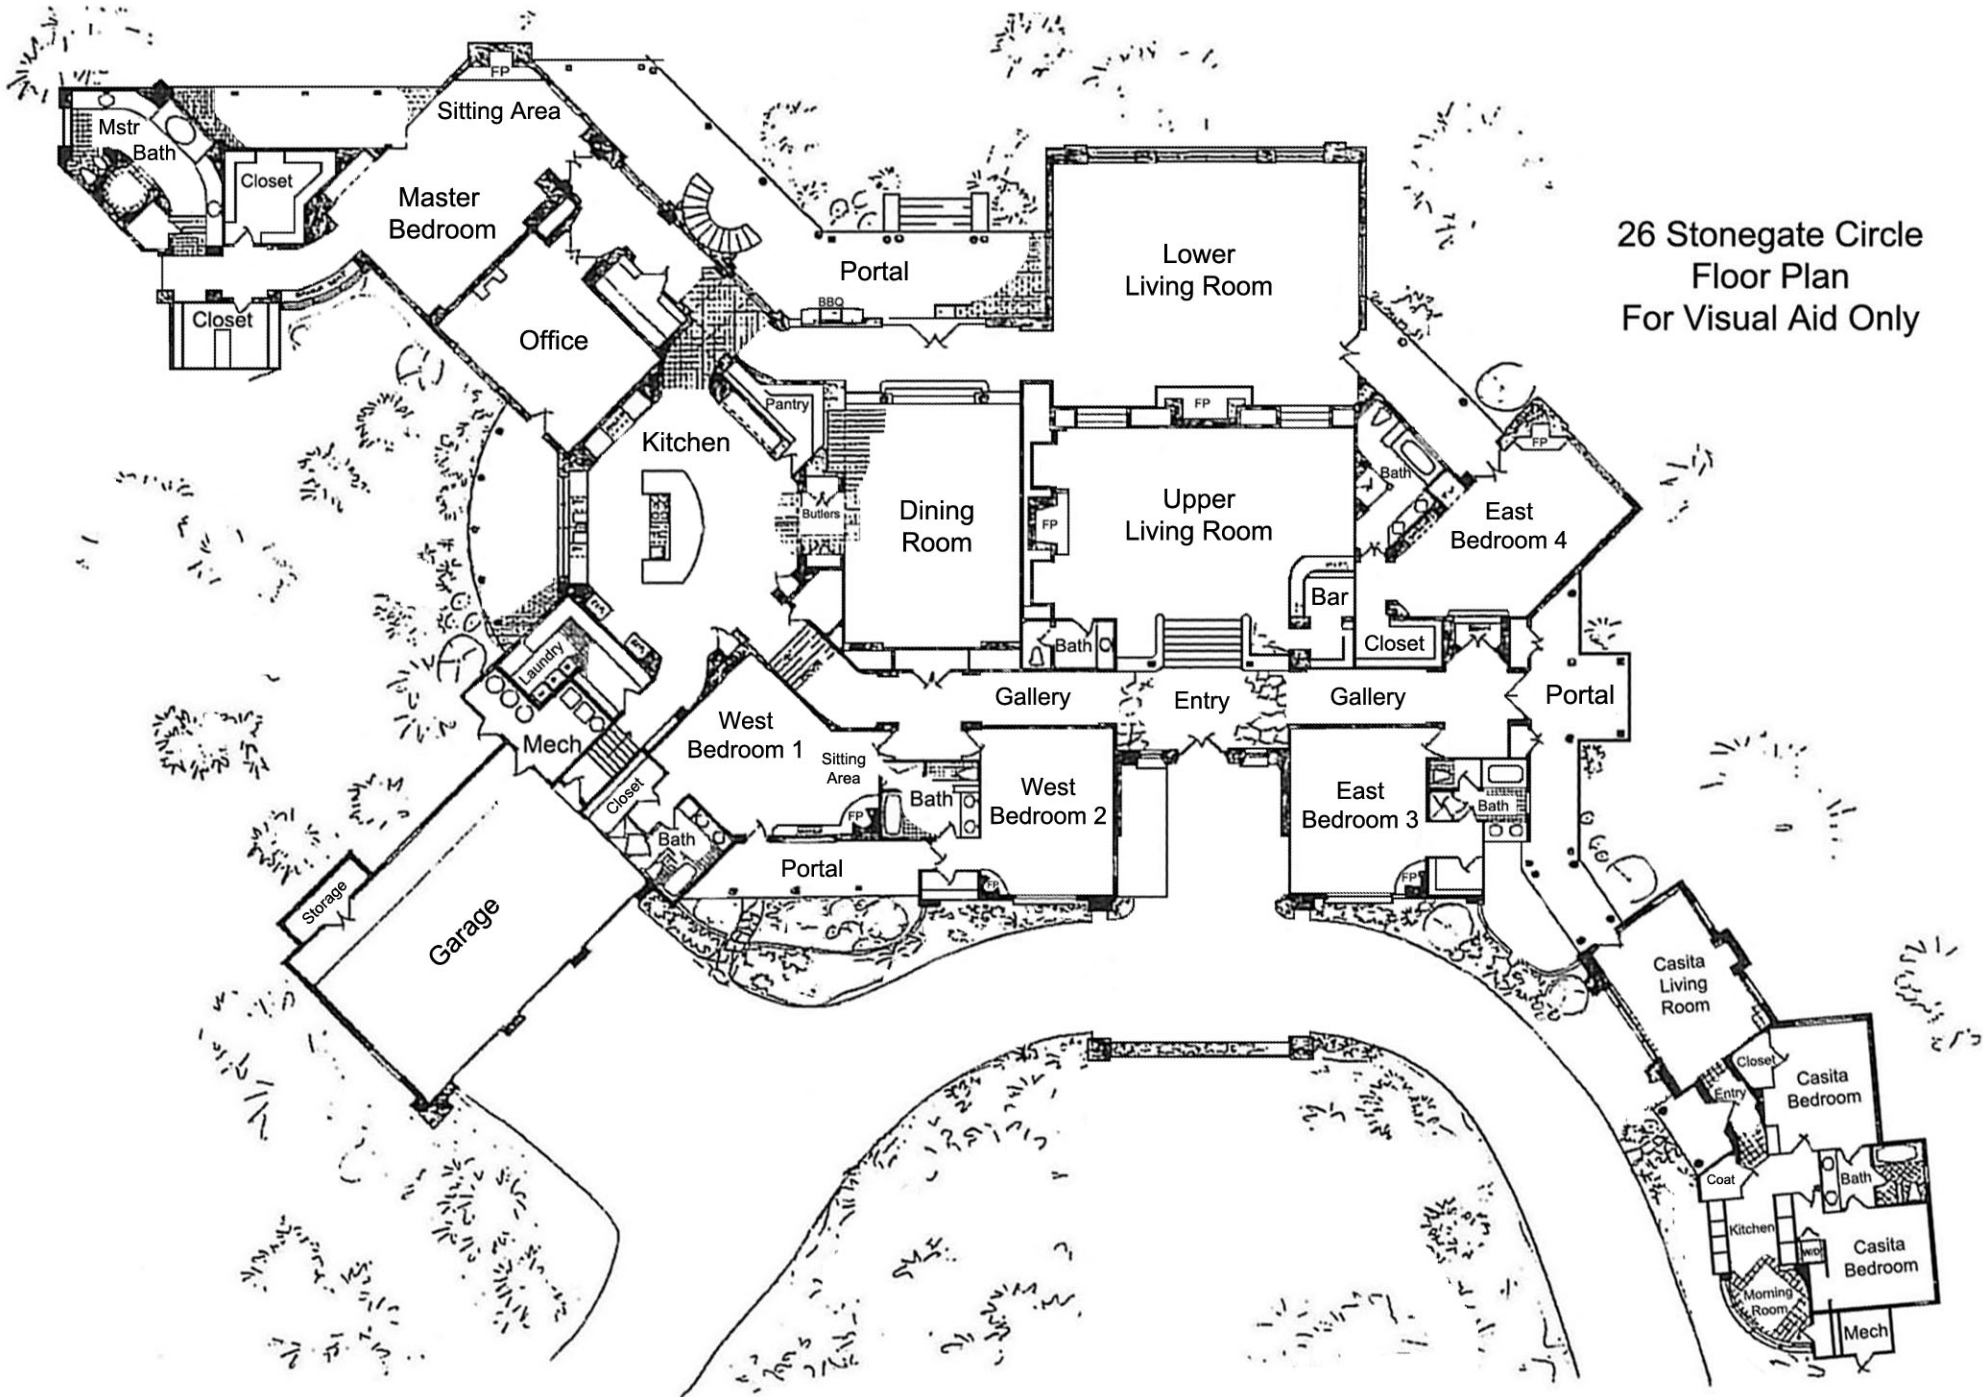 26 Stonegate Circle
Floor Plan
For Visual Aid Only
FP
Sitting Area
Mstr
Bath
Closet
Master
Bedroom
Closet
Office
Portal
BBQ
Lower
Living Room
FP
Pantry
Kitchen
Butlers
Dining
Room
FP
Upper
Living Room
Bar
Bath
FP
East
Bedroom 4
Closet
Bath
Laundry
Mech
Gallery
Entry
Gallery
Portal
West
Bedroom 1
Sitting
Area
FP
Closet
Bath
Bath
West
Bedroom 2
FP
Portal
East
Bedroom 3
Bath
FP
Storage
Garage
Casita
Living
Room
Closet
Entry
Casita
Bedroom
Coat
Bath
Kitchen
W/D
Casita
Bedroom
Morning
Room
Mech